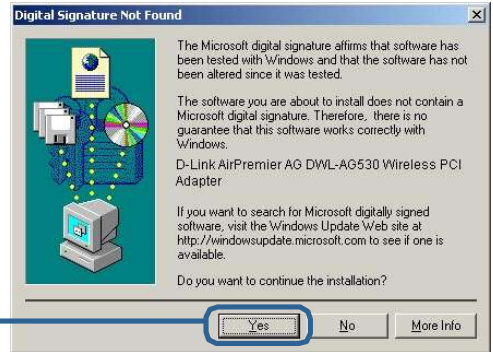 Digital Signature Not Found
The Microsoft digital signature affirms that software has
been tested with Windows and that the software has not
been altered since it was tested.
The software you are about to install does not contain a
Microsoft digital signature. Therefore, there is no
guarantee that this software works correctly with
Windows.
D-Link AirPremier AG DWL-AG530 Wireless PCI
Adapter
If you want to search for Microsoft digitally signed
software, visit the Windows Update Web site at
http://windowsupdate.microsoft.com to see if one is
available.
Do you want to continue the installation?
Yes No More Info